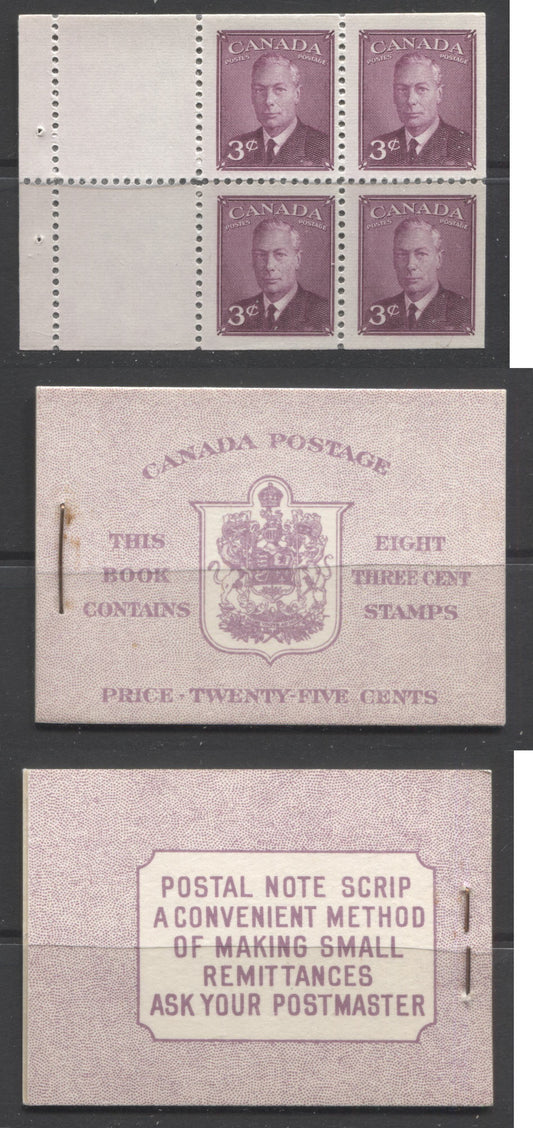 CANADA
POSTES POSTAGE
3¢
CANADA
POSTES POSTAGE
3¢
CANADA
POSTES POSTAGE
3¢
CANADA
POSTES POSTAGE
3¢
CANADA POSTAGE
THIS
BOOK
CONTAINS
EIGHT
THREE CENT
STAMPS
PRICE - TWENTY-FIVE CENTS
POSTAL NOTE SCRIP
A CONVENIENT METHOD
OF MAKING SMALL
REMITTANCES
ASK YOUR POSTMASTER